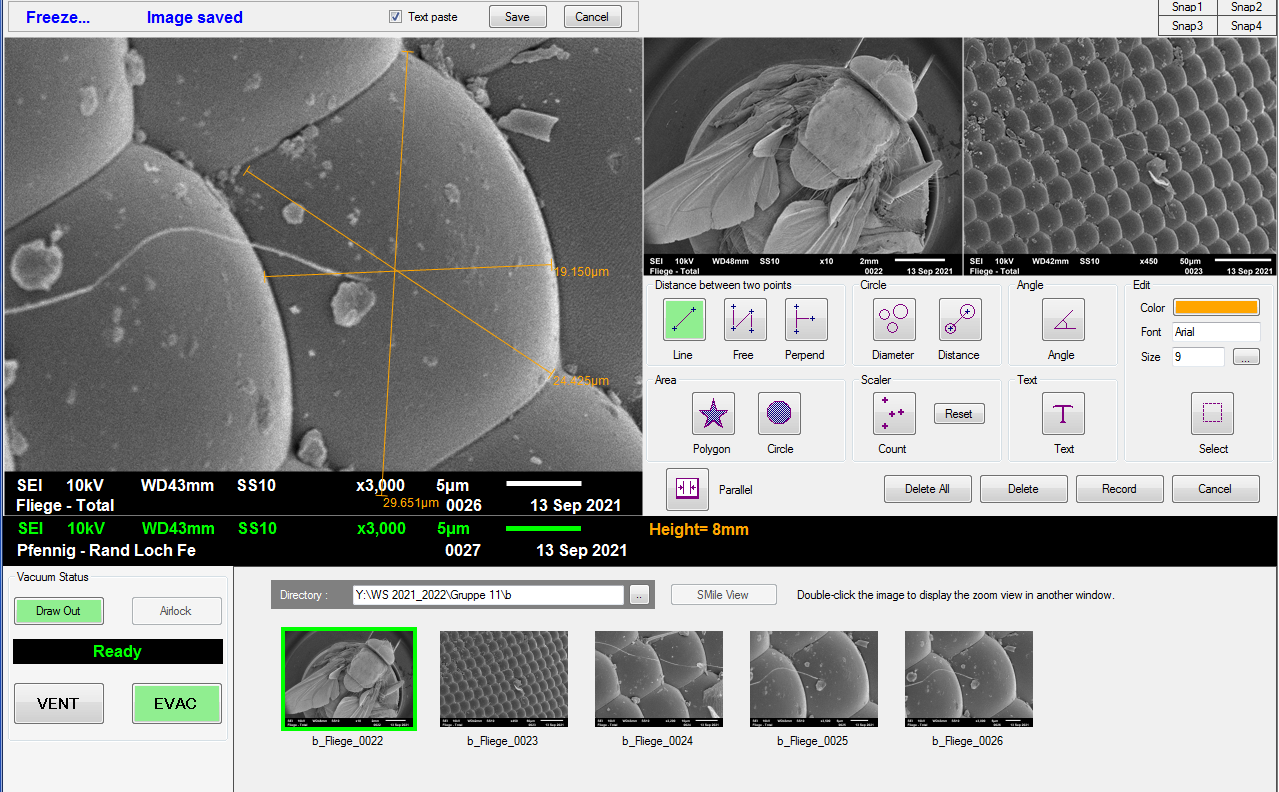 Freeze... Image saved Text paste Save Cancel
Snap1 Snap2
Snap3 Snap4
19.150µm
24.425µm
SEI 10kV WD43mm SS10 x3,000 5µm
29.651µm
Fliege - Total 0026 13 Sep 2021
SEI 10kV WD48mm SS10 x10 2mm
Fliege - Total 0022 13 Sep 2021
SEI 10kV WD42mm SS10 x450 50µm
Fliege - Total 0023 13 Sep 2021
Distance between two points
Line Free Perpend
Circle
Diameter Distance
Angle
Angle
Edit
Color
Font Arial
Size 9 ...
Area
Polygon Circle
Scaler
Count Reset
Text
Text
Select
Parallel Delete All Delete Record Cancel
SEI 10kV WD43mm SS10 x3,000 5µm Height= 8mm
Pfennig - Rand Loch Fe 0027 13 Sep 2021
Vacuum Status
Draw Out Airlock
Ready
VENT EVAC
Directory : Y:\WS 2021_2022\Gruppe 11\b .. SMile View Double-click the image to display the zoom view in another window.
b_Fliege_0022 b_Fliege_0023 b_Fliege_0024 b_Fliege_0025 b_Fliege_0026